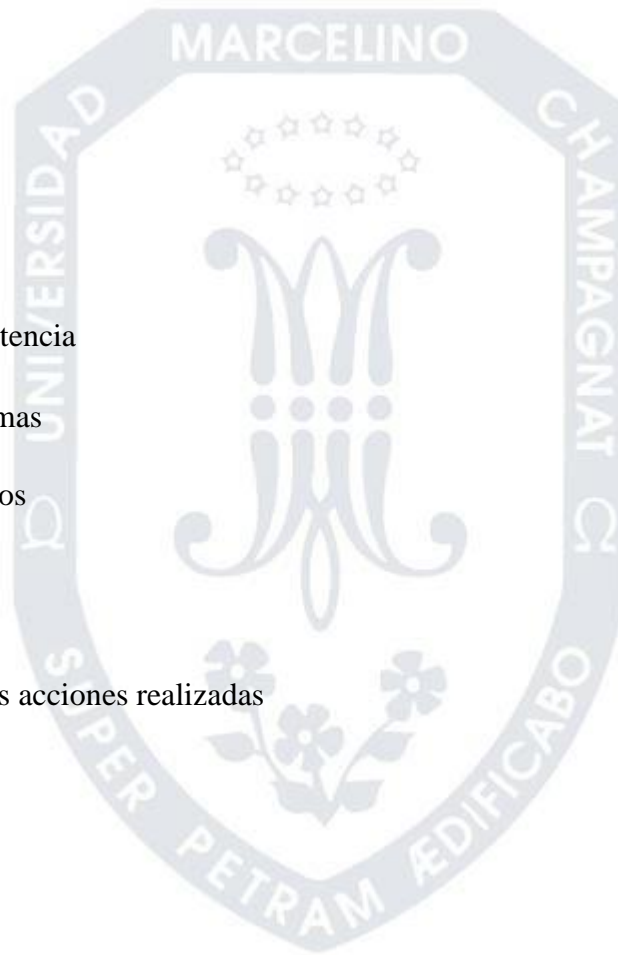 MARCELINO
UNIVERSIDAD
CHAMPAGNAT
tencia
mas
os
s acciones realizadas
SUPER PETRAM ÆDIFICABO